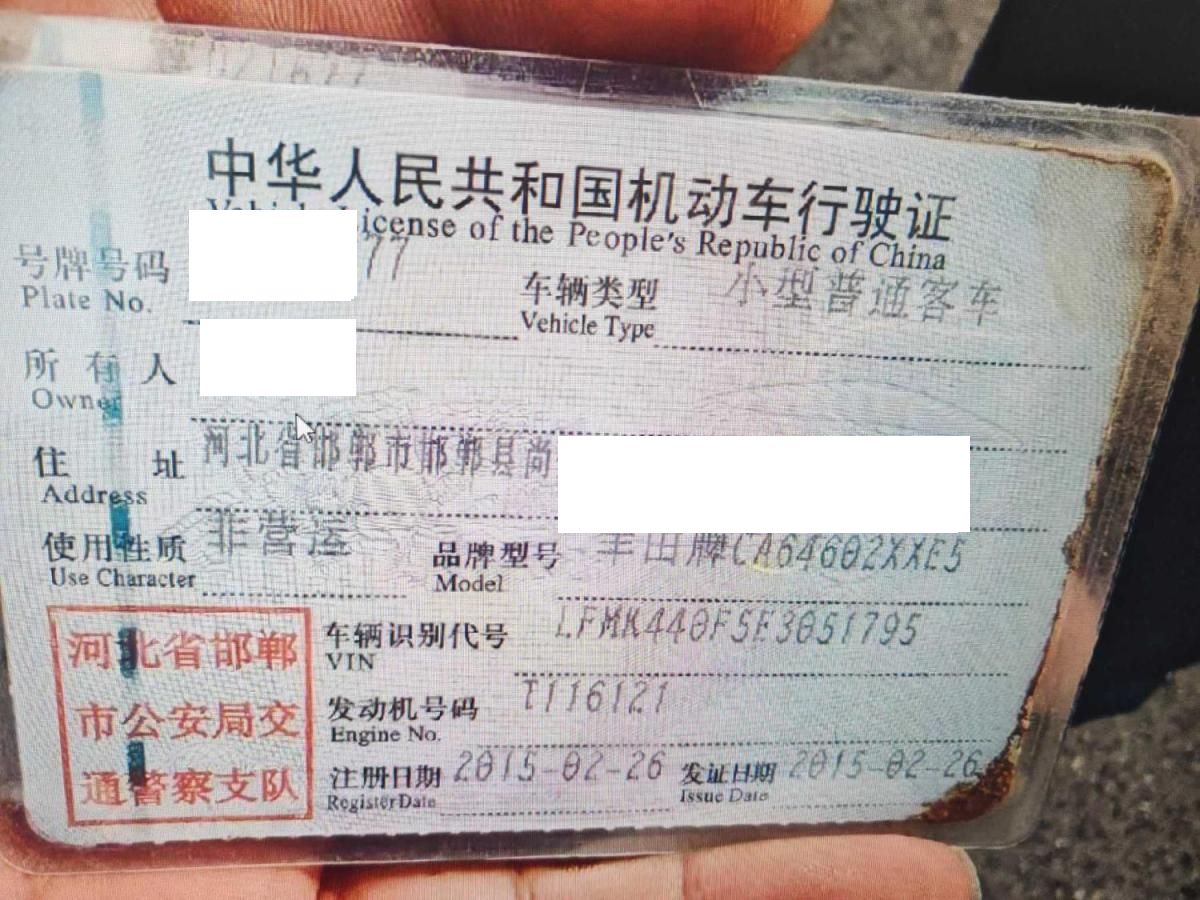 中华人民共和国机动车行驶证
License of the People's Republic of China
号牌号码 77 车辆类型 小型普通客车
Plate No. Vehicle Type
所有人
Owner
住址 河北省邯郸市邯郸县尚
Address
使用性质 非营运 品牌型号 丰田牌CA64602XXE5
Use Character Model
河北省邯郸
市公安局交
通警察支队
车辆识别代号 LFMK440F5E3051795
VIN
发动机号码 T116121
Engine No.
注册日期 2015-02-26 发证日期 2015-02-26
Register Date Issue Date